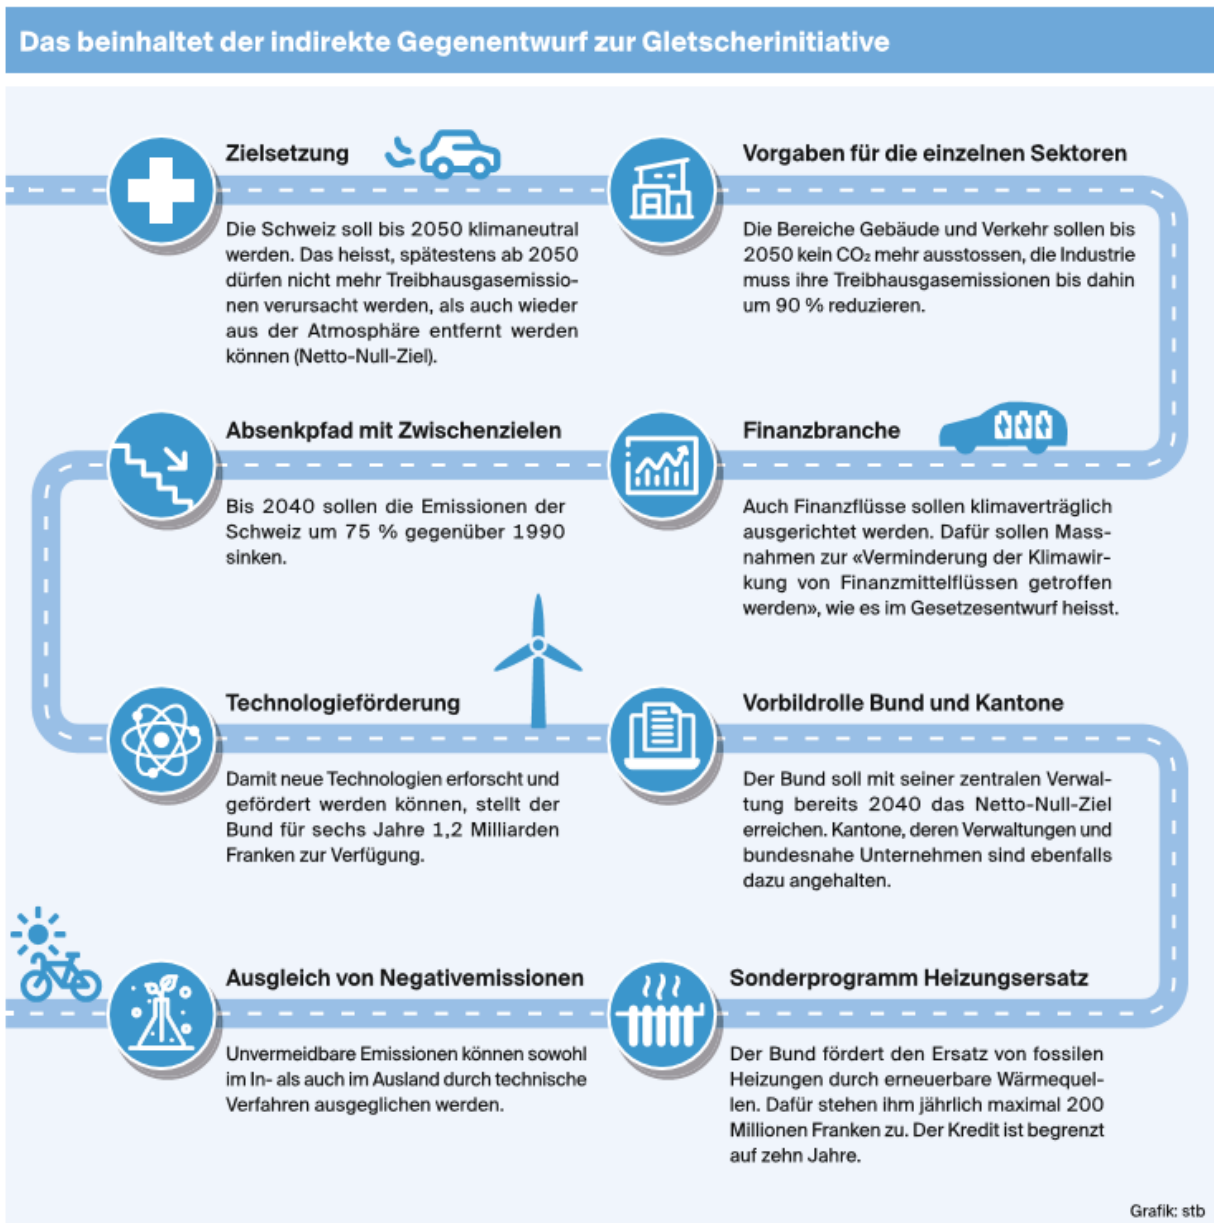 Das beinhaltet der indirekte Gegenentwurf zur Gletscherinitiative
Zielsetzung
Die Schweiz soll bis 2050 klimaneutral
werden. Das heisst, spätestens ab 2050
dürfen nicht mehr Treibhausgasemissio-
nen verursacht werden, als auch wieder
aus der Atmosphäre entfernt werden
können (Netto-Null-Ziel).
Vorgaben für die einzelnen Sektoren
Die Bereiche Gebäude und Verkehr sollen bis
2050 kein CO₂ mehr ausstossen, die Industrie
muss ihre Treibhausgasemissionen bis dahin
um 90 % reduzieren.
Absenkpfad mit Zwischenzielen
Bis 2040 sollen die Emissionen der
Schweiz um 75 % gegenüber 1990
sinken.
Finanzbranche
Auch Finanzflüsse sollen klimaverträglich
ausgerichtet werden. Dafür sollen Mass-
nahmen zur «Verminderung der Klimawir-
kung von Finanzmittelflüssen getroffen
werden», wie es im Gesetzesentwurf heisst.
Technologieförderung
Damit neue Technologien erforscht und
gefördert werden können, stellt der
Bund für sechs Jahre 1,2 Milliarden
Franken zur Verfügung.
Vorbildrolle Bund und Kantone
Der Bund soll mit seiner zentralen Verwal-
tung bereits 2040 das Netto-Null-Ziel
erreichen. Kantone, deren Verwaltungen und
bundesnahe Unternehmen sind ebenfalls
dazu angehalten.
Ausgleich von Negativemissionen
Unvermeidbare Emissionen können sowohl
im In- als auch im Ausland durch technische
Verfahren ausgeglichen werden.
Sonderprogramm Heizungsersatz
Der Bund fördert den Ersatz von fossilen
Heizungen durch erneuerbare Wärmequel-
len. Dafür stehen ihm jährlich maximal 200
Millionen Franken zu. Der Kredit ist begrenzt
auf zehn Jahre.
Grafik: stb